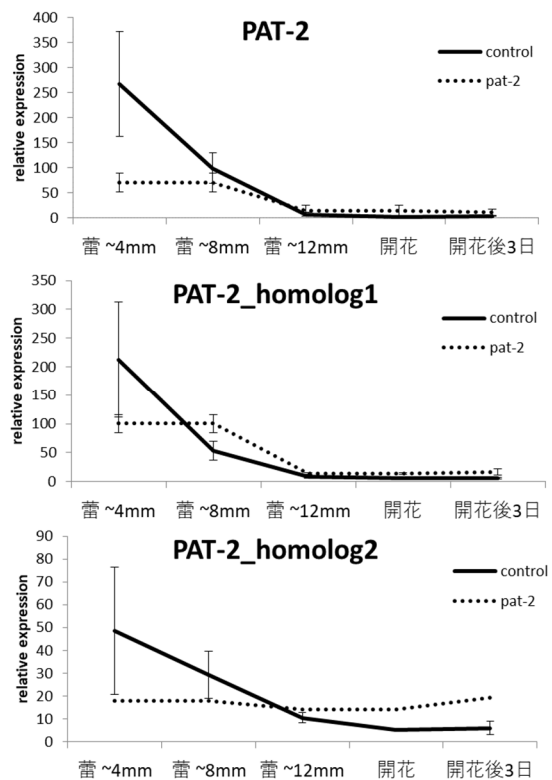 PAT-2
relative expression
400
350
300
250
200
150
100
50
0
control
pat-2
蕾 ~4mm 蕾 ~8mm 蕾 ~12mm 開花 開花後3日
PAT-2_homolog1
relative expression
350
300
250
200
150
100
50
0
control
pat-2
蕾 ~4mm 蕾 ~8mm 蕾 ~12mm 開花 開花後3日
PAT-2_homolog2
relative expression
90
80
70
60
50
40
30
20
10
0
control
pat-2
蕾 ~4mm 蕾 ~8mm 蕾 ~12mm 開花 開花後3日